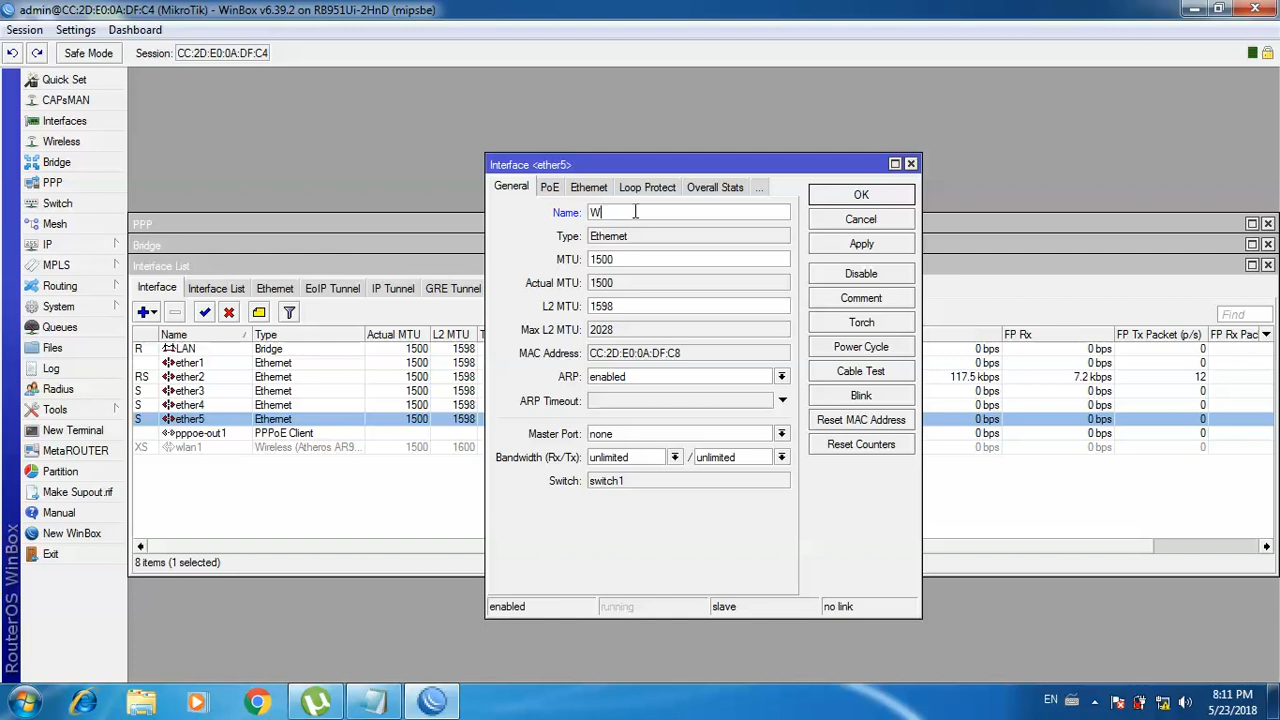 admin@CC:2D:E0:0A:DF:C4 (MikroTik) - WinBox v6.39.2 on RB951Ui-2HnD (mipsbe)
Session Settings Dashboard
Safe Mode Session: CC:2D:E0:0A:DF:C4
Quick Set
CAPsMAN
Interfaces
Wireless
Bridge
PPP
Switch
Mesh
IP
MPLS
Routing
System
Queues
Files
Log
Radius
Tools
New Terminal
MetaROUTER
Partition
Make Supout.rif
Manual
New WinBox
Exit
RouterOS WinBox
PPP
Bridge
Interface List
Interface Interface List Ethernet EoIP Tunnel IP Tunnel GRE Tunnel
Find
Name / Type Actual MTU L2 MTU T FP Rx FP Tx Packet (p/s) FP Rx Pac
R LAN Bridge 1500 1598 0 bps 0 bps 0
ether1 Ethernet 1500 1598 0 bps 0 bps 0
RS ether2 Ethernet 1500 1598 117.5 kbps 7.2 kbps 12
S ether3 Ethernet 1500 1598 0 bps 0 bps 0
S ether4 Ethernet 1500 1598 0 bps 0 bps 0
S ether5 Ethernet 1500 1598 0 bps 0 bps 0
pppoe-out1 PPPoE Client 0 bps 0 bps 0
XS wlan1 Wireless (Atheros AR9... 1500 1600 0 bps 0 bps 0
8 items (1 selected)
Interface <ether5>
General PoE Ethernet Loop Protect Overall Stats ...
Name: W
Type: Ethernet
MTU: 1500
Actual MTU: 1500
L2 MTU: 1598
Max L2 MTU: 2028
MAC Address: CC:2D:E0:0A:DF:C8
ARP: enabled
ARP Timeout:
Master Port: none
Bandwidth (Rx/Tx): unlimited / unlimited
Switch: switch1
OK
Cancel
Apply
Disable
Comment
Torch
Power Cycle
Cable Test
Blink
Reset MAC Address
Reset Counters
enabled running slave no link
EN 8:11 PM
5/23/2018